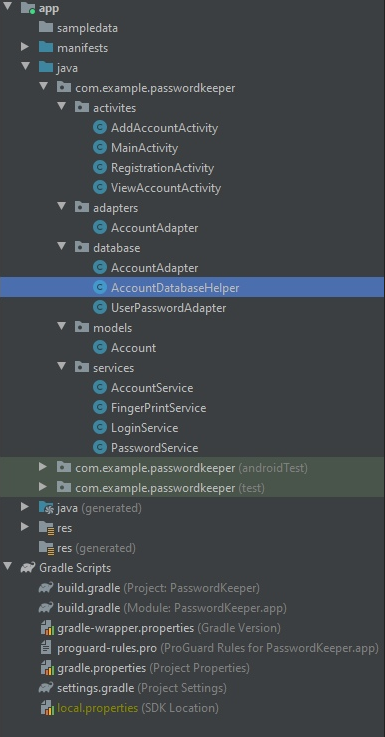 app
sampledata
manifests
java
com.example.passwordkeeper
activites
AddAccountActivity
MainActivity
RegistrationActivity
ViewAccountActivity
adapters
AccountAdapter
database
AccountAdapter
AccountDatabaseHelper
UserPasswordAdapter
models
Account
services
AccountService
FingerPrintService
LoginService
PasswordService
com.example.passwordkeeper (androidTest)
com.example.passwordkeeper (test)
java (generated)
res
res (generated)
Gradle Scripts
build.gradle (Project: PasswordKeeper)
build.gradle (Module: PasswordKeeper.app)
gradle-wrapper.properties (Gradle Version)
proguard-rules.pro (ProGuard Rules for PasswordKeeper.app)
gradle.properties (Project Properties)
settings.gradle (Project Settings)
local.properties (SDK Location)